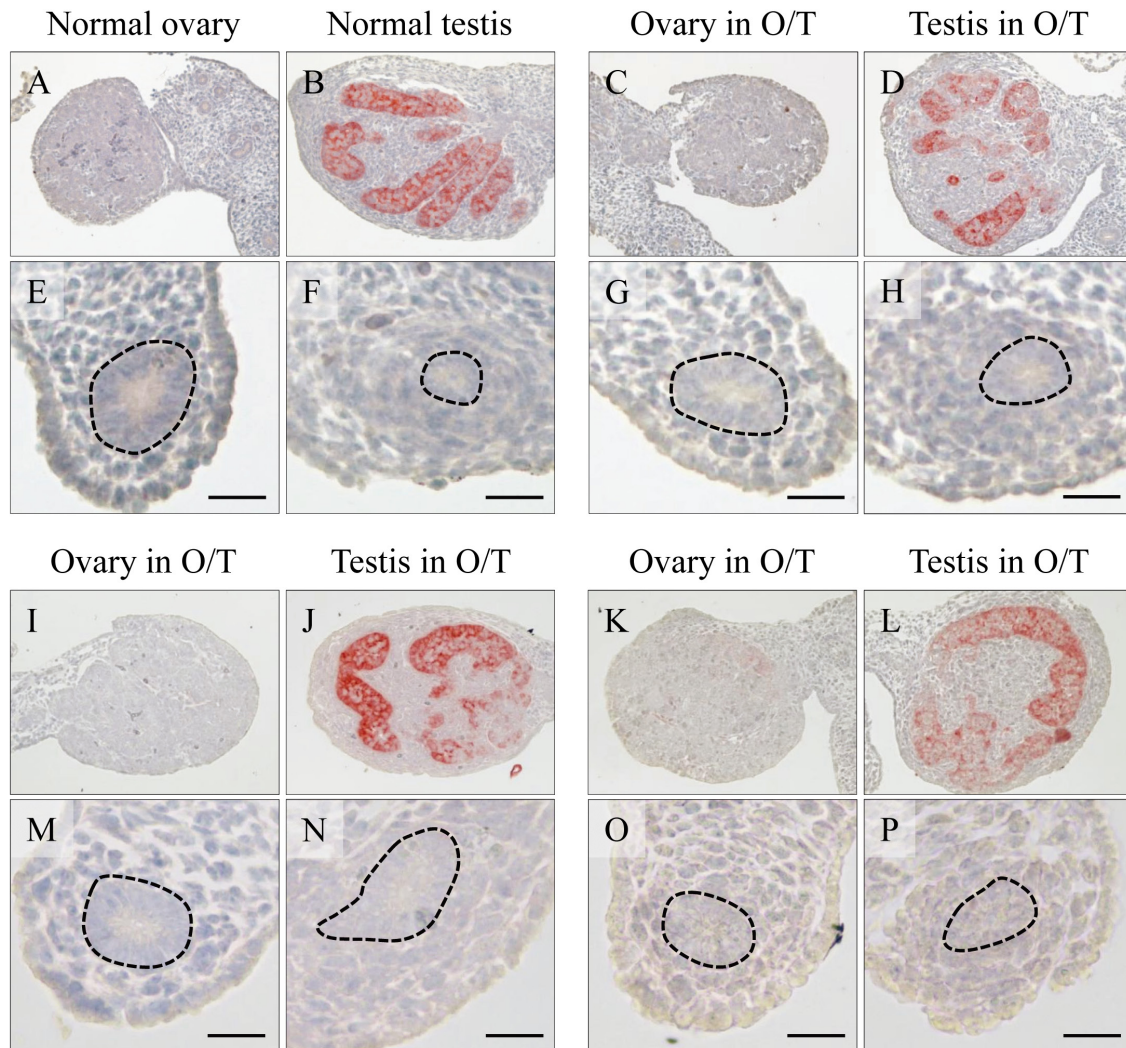 Normal ovary Normal testis Ovary in O/T Testis in O/T
A B C D
E F G H
Ovary in O/T Testis in O/T Ovary in O/T Testis in O/T
I J K L
M N O P